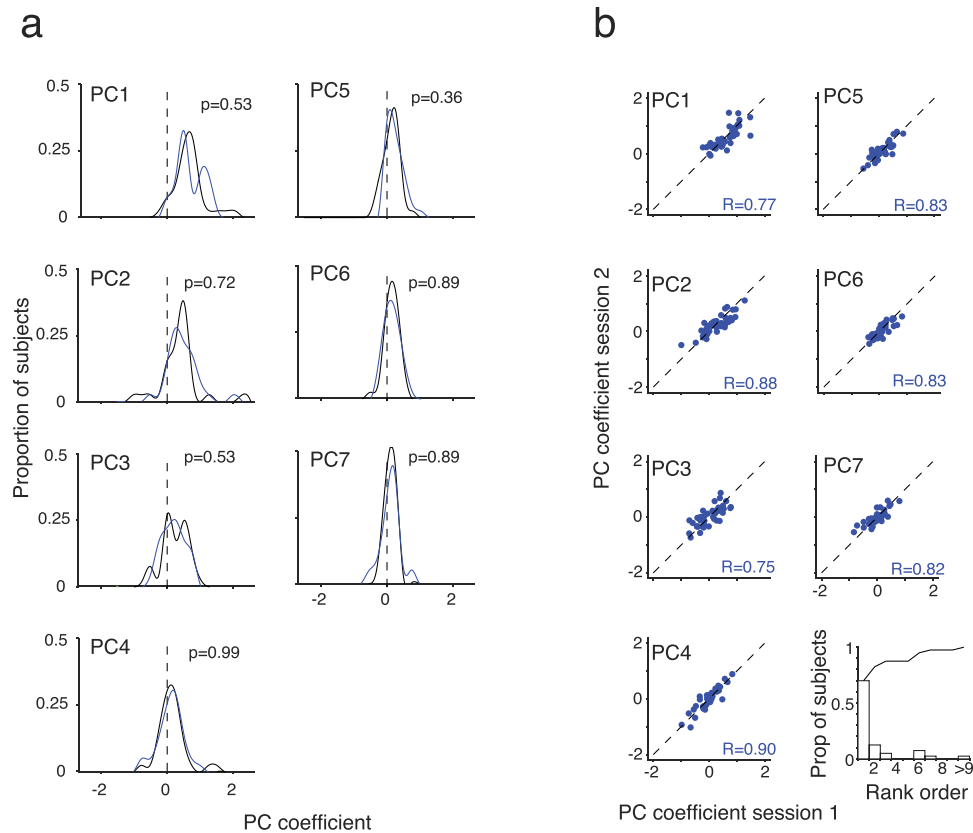 a
b
Proportion of subjects
0.5
0.25
0
PC1
p=0.53
PC5
p=0.36
0.5
0.25
0
PC2
p=0.72
PC6
p=0.89
0.5
0.25
0
PC3
p=0.53
PC7
p=0.89
-2 0 2
0.5
0.25
0
PC4
p=0.99
-2 0 2
PC coefficient
PC coefficient session 2
2
0
-2
PC1
R=0.77
PC5
R=0.83
2
0
-2
PC2
R=0.88
PC6
R=0.83
2
0
-2
PC3
R=0.75
PC7
R=0.82
-2 0 2
2
0
-2
PC4
R=0.90
-2 0 2
PC coefficient session 1
Prop of subjects
1
0.5
0
2 4 6 8 >9
Rank order